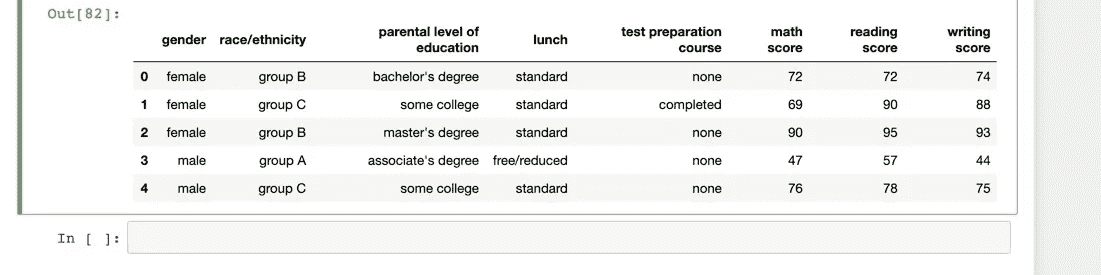 Out[82]:
gender race/ethnicity parental level of education lunch test preparation course math score reading score writing score
0 female group B bachelor's degree standard none 72 72 74
1 female group C some college standard completed 69 90 88
2 female group B master's degree standard none 90 95 93
3 male group A associate's degree free/reduced none 47 57 44
4 male group C some college standard none 76 78 75
In [ ]: